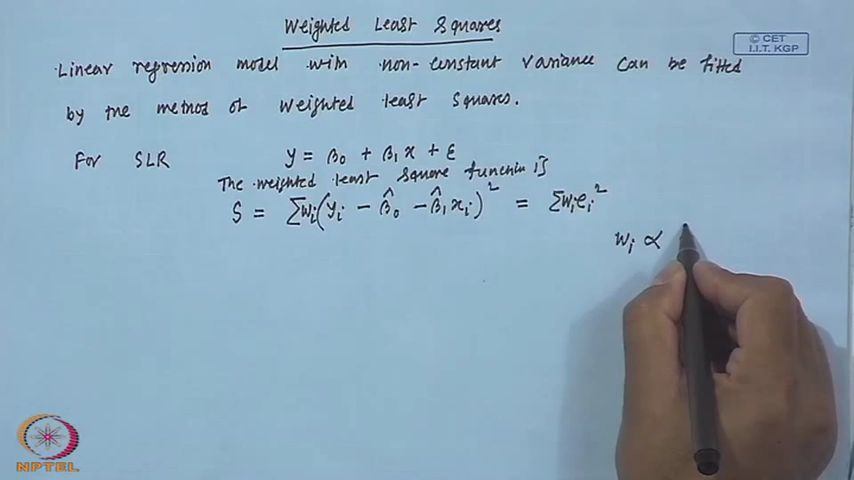 Weighted Least Squares
© CET
I.I.T. KGP
Linear regression model with non-constant variance can be fitted
by the method of weighted least squares.
For SLR y = β₀ + β₁x + ε
The weighted least square function is
S = Σwᵢ(yᵢ - β̂₀ - β̂₁xᵢ)² = Σwᵢeᵢ²
wᵢ ∝
NPTEL